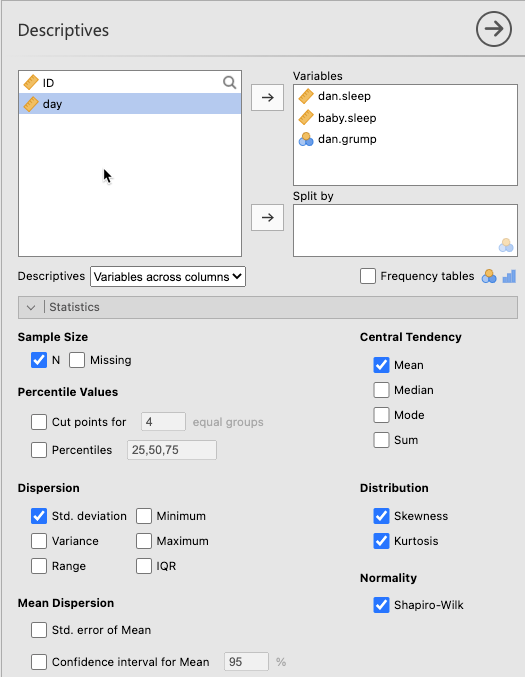 Descriptives
ID
day
Variables
dan.sleep
baby.sleep
dan.grump
Split by
Descriptives Variables across columns Frequency tables
Statistics
Sample Size Central Tendency
N Missing Mean
Median
Percentile Values
Cut points for 4 equal groups Mode
Percentiles 25,50,75 Sum
Dispersion Distribution
Std. deviation Minimum Skewness
Variance Maximum Kurtosis
Range IQR
Normality
Mean Dispersion Shapiro-Wilk
Std. error of Mean
Confidence interval for Mean 95 %